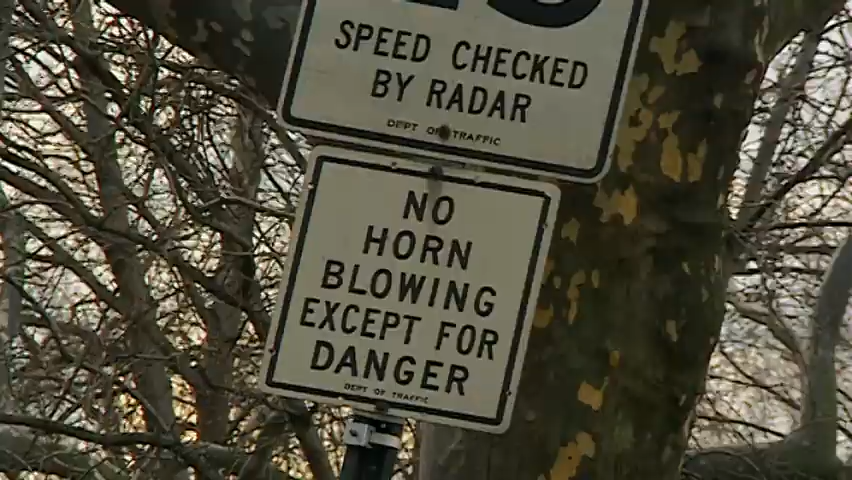 SPEED CHECKED
BY RADAR
DEPT OF TRAFFIC
NO
HORN
BLOWING
EXCEPT FOR
DANGER
DEPT OF TRAFFIC